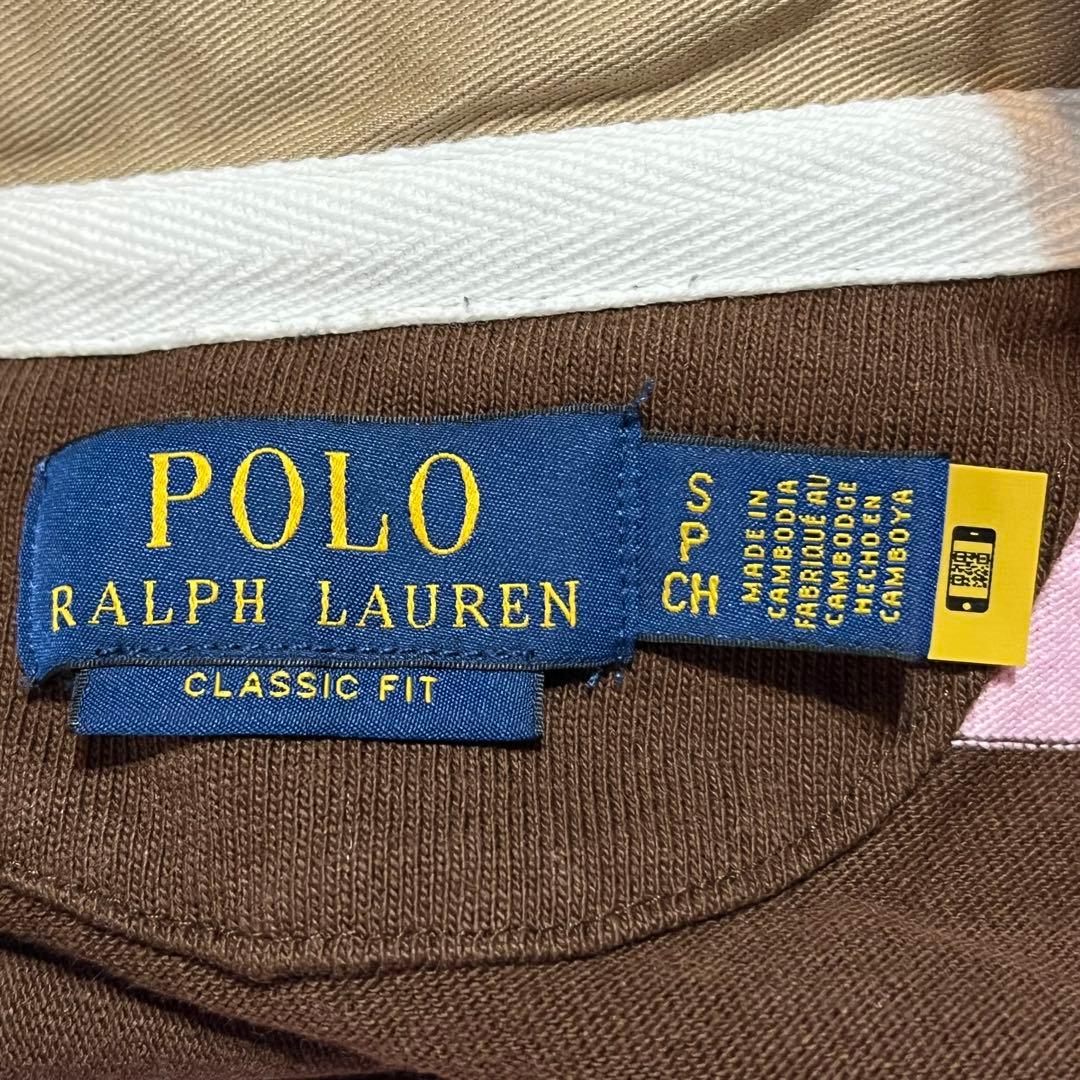 POLO
RALPH LAUREN
CLASSIC FIT
S
P
CH
MADE IN
CAMBODIA
FABRIQUÉ AU
CAMBODGE
HECHO EN
CAMBOYA